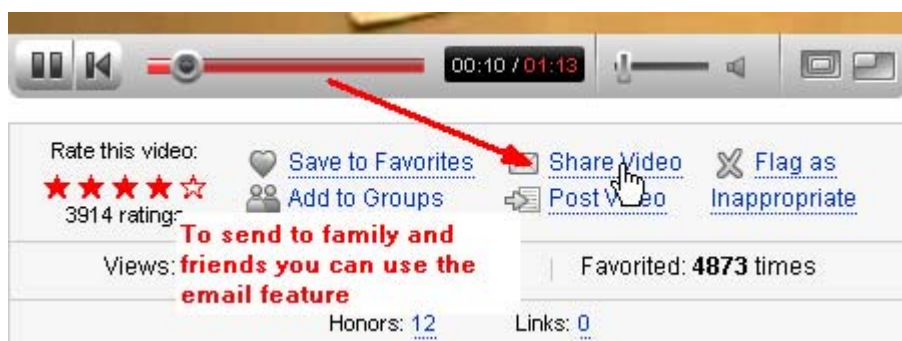 00:10 / 01:13
Rate this video:
3914 ratings
Save to Favorites
Add to Groups
Share Video
Post Video
Flag as
Inappropriate
To send to family and
friends you can use the
email feature
Views:
Favorited: 4873 times
Honors: 12
Links: 0